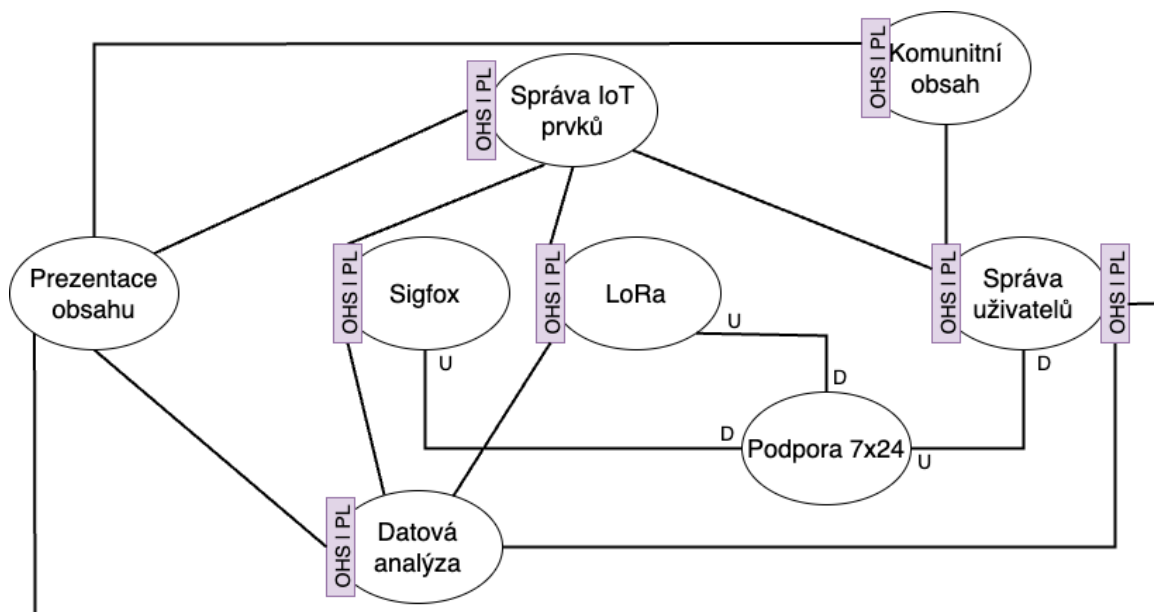 OHS I PL
Komunitní
obsah
OHS I PL
Správa IoT
prvků
Prezentace
obsahu
OHS I PL
Sigfox
OHS I PL
LoRa
OHS I PL
Správa
uživatelů
OHS I PL
U
U
D
D
D
Podpora 7x24
U
OHS I PL
Datová
analýza